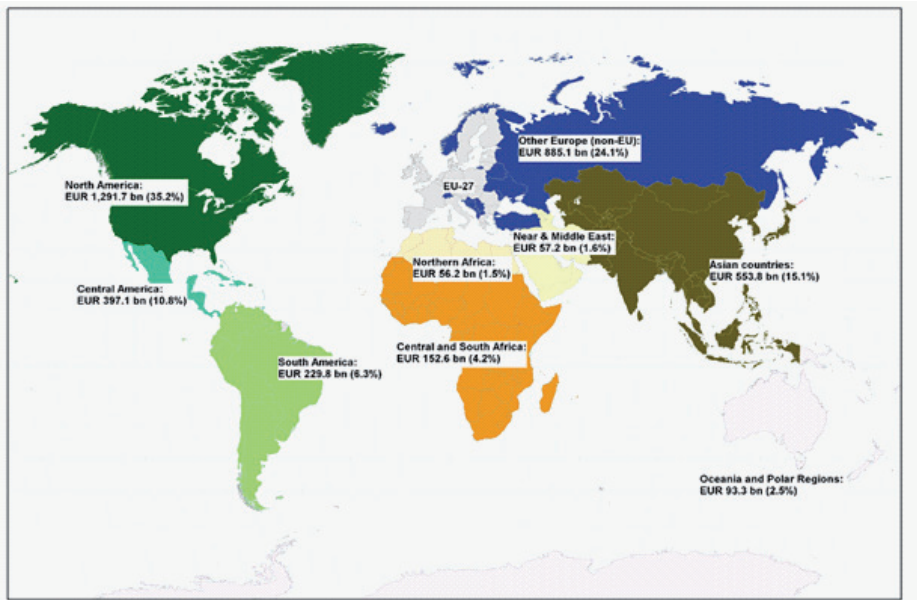 Other Europe (non-EU):
EUR 885.1 bn (24.1%)
North America:
EUR 1,291.7 bn (35.2%)
EU-27
Near & Middle East:
EUR 57.2 bn (1.6%)
Northern Africa:
EUR 56.2 bn (1.5%)
Asian countries:
EUR 553.8 bn (15.1%)
Central America:
EUR 397.1 bn (10.8%)
Central and South Africa:
EUR 152.6 bn (4.2%)
South America:
EUR 229.8 bn (6.3%)
Oceania and Polar Regions:
EUR 93.3 bn (2.5%)